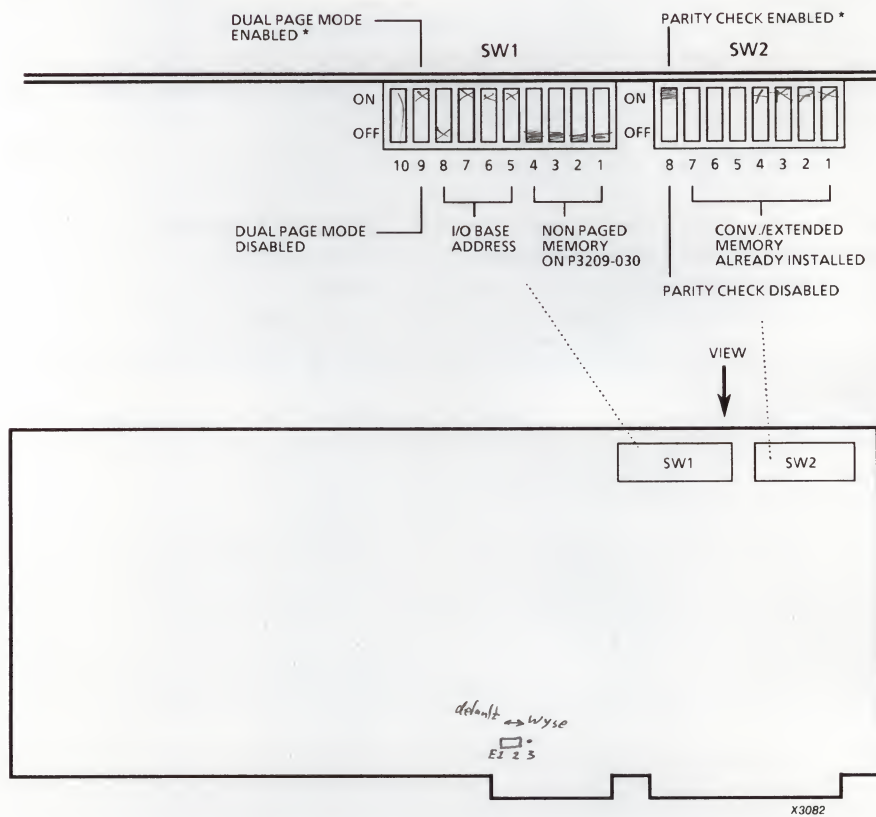 DUAL PAGE MODE
ENABLED *
SW1
PARITY CHECK ENABLED *
SW2
ON
OFF
10 9 8 7 6 5 4 3 2 1
ON
OFF
8 7 6 5 4 3 2 1
DUAL PAGE MODE
DISABLED
I/O BASE
ADDRESS
NON PAGED
MEMORY
ON P3209-030
CONV./EXTENDED
MEMORY
ALREADY INSTALLED
PARITY CHECK DISABLED
VIEW
SW1
SW2
default ↔ Wyse
E1 2 3
X3082